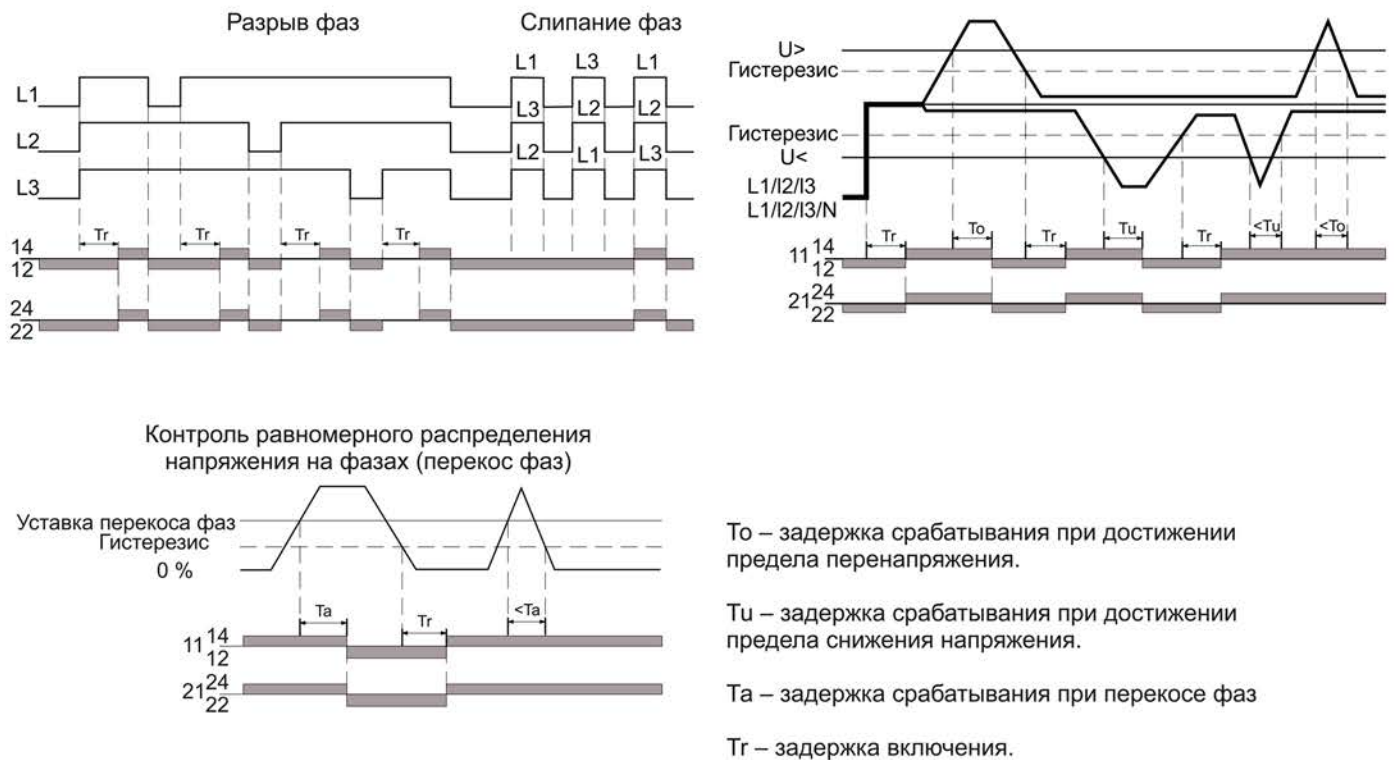 Разрыв фаз
Слипание фаз
L1 L3 L1
L1
L3 L2 L2
L2
L2 L1 L3
L3
Tr Tr Tr Tr
14
12
24
22
U>
Гистерезис
Гистерезис
U<
L1/l2/l3
L1/l2/l3/N
Tr To Tr Tu Tr <Tu <To
11 14
12
21 24
22
Контроль равномерного распределения
напряжения на фазах (перекос фаз)
Уставка перекоса фаз
Гистерезис
0 %
Ta Tr <Ta
11 14
12
21 24
22
To – задержка срабатывания при достижении
предела перенапряжения.
Tu – задержка срабатывания при достижении
предела снижения напряжения.
Ta – задержка срабатывания при перекосе фаз
Tr – задержка включения.